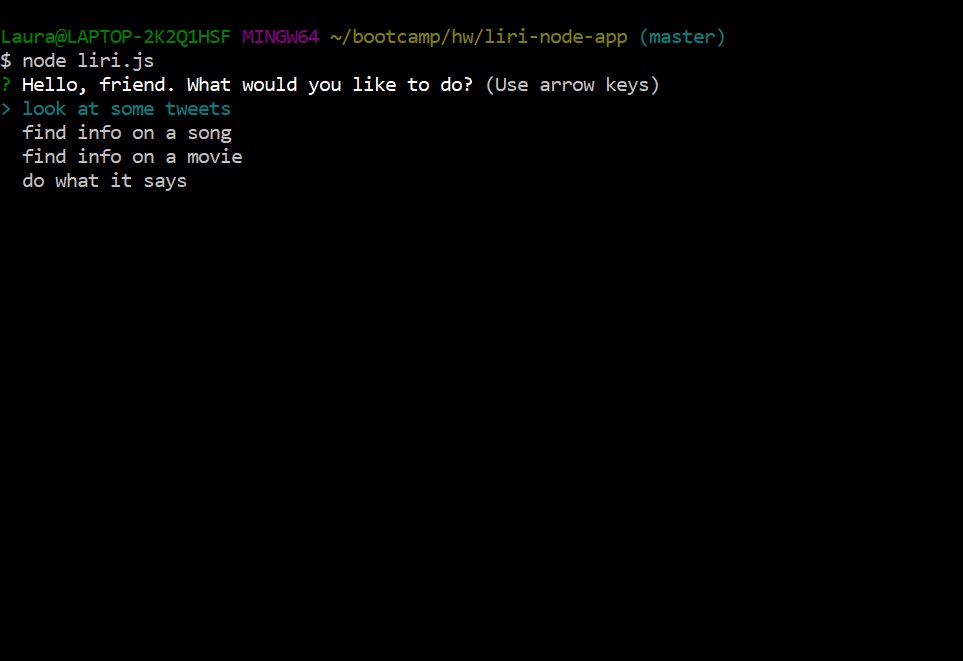 Laura@LAPTOP-2K2Q1HSF MINGW64 ~/bootcamp/hw/liri-node-app (master)
$ node liri.js
? Hello, friend. What would you like to do? (Use arrow keys)
> look at some tweets
  find info on a song
  find info on a movie
  do what it says